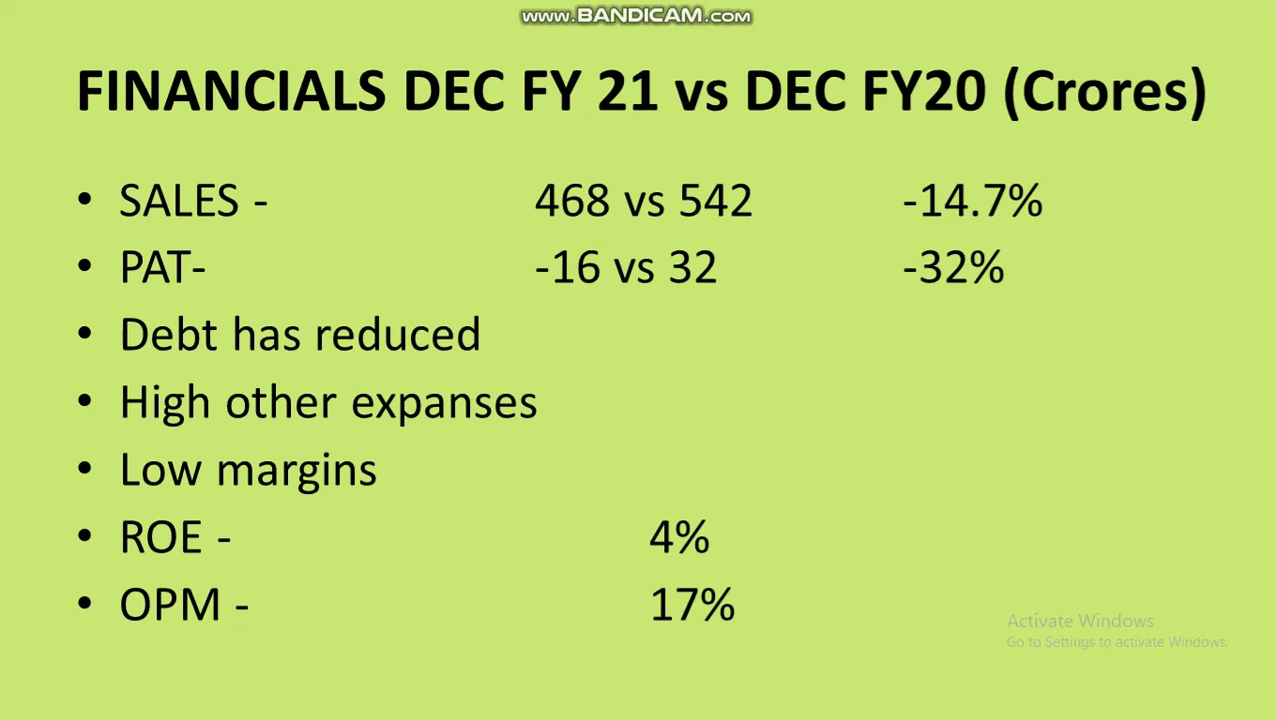 www.BANDICAM.com
FINANCIALS DEC FY 21 vs DEC FY20 (Crores)
• SALES - 468 vs 542 -14.7%
• PAT- -16 vs 32 -32%
• Debt has reduced
• High other expanses
• Low margins
• ROE - 4%
• OPM - 17%
Activate Windows
Go to Settings to activate Windows.